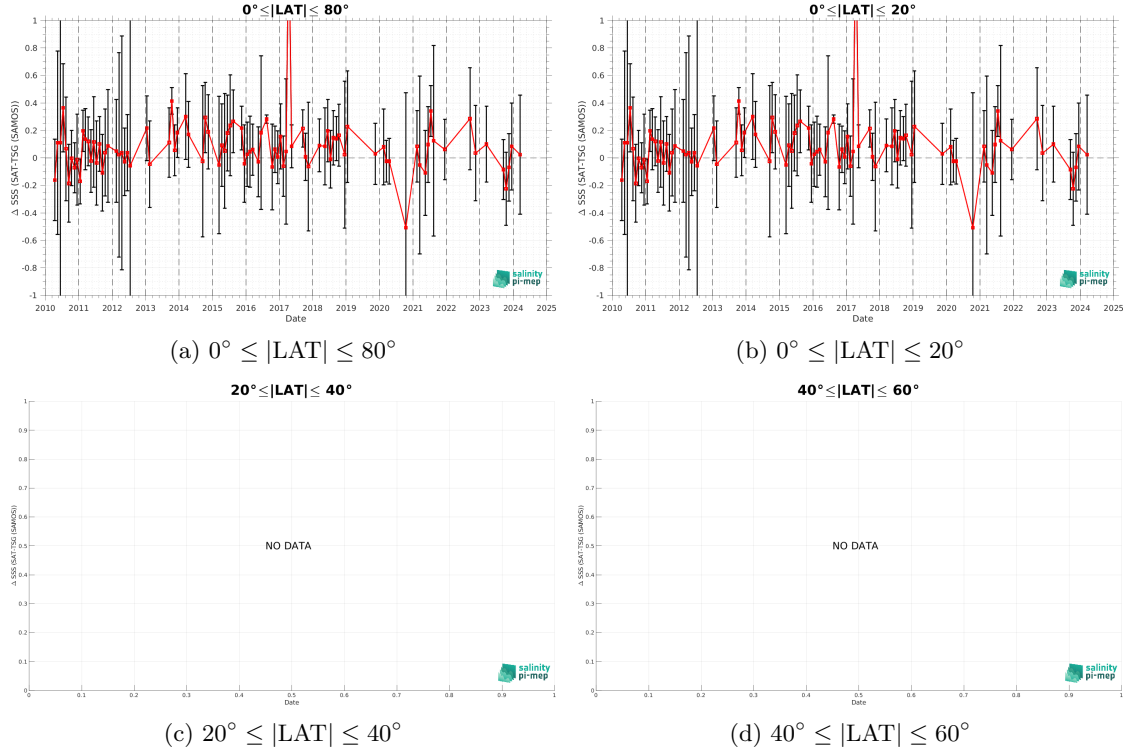 0°≤|LAT|≤ 80°
0°≤|LAT|≤ 20°
Δ SSS (SAT-TSG (SAMOS))
1
0.8
0.6
0.4
0.2
0
-0.2
-0.4
-0.6
-0.8
-1
salinity
pi-mep
2010 2011 2012 2013 2014 2015 2016 2017 2018 2019 2020 2021 2022 2023 2024 2025
Date
Δ SSS (SAT-TSG (SAMOS))
1
0.8
0.6
0.4
0.2
0
-0.2
-0.4
-0.6
-0.8
-1
salinity
pi-mep
2010 2011 2012 2013 2014 2015 2016 2017 2018 2019 2020 2021 2022 2023 2024 2025
Date
(a) 0° ≤ |LAT| ≤ 80°
(b) 0° ≤ |LAT| ≤ 20°
20°≤|LAT|≤ 40°
40°≤|LAT|≤ 60°
Δ SSS (SAT-TSG (SAMOS))
1
0.9
0.8
0.7
0.6
0.5
0.4
0.3
0.2
0.1
0
NO DATA
salinity
pi-mep
0 0.1 0.2 0.3 0.4 0.5 0.6 0.7 0.8 0.9 1
Date
Δ SSS (SAT-TSG (SAMOS))
1
0.9
0.8
0.7
0.6
0.5
0.4
0.3
0.2
0.1
0
NO DATA
salinity
pi-mep
0 0.1 0.2 0.3 0.4 0.5 0.6 0.7 0.8 0.9 1
Date
(c) 20° ≤ |LAT| ≤ 40°
(d) 40° ≤ |LAT| ≤ 60°